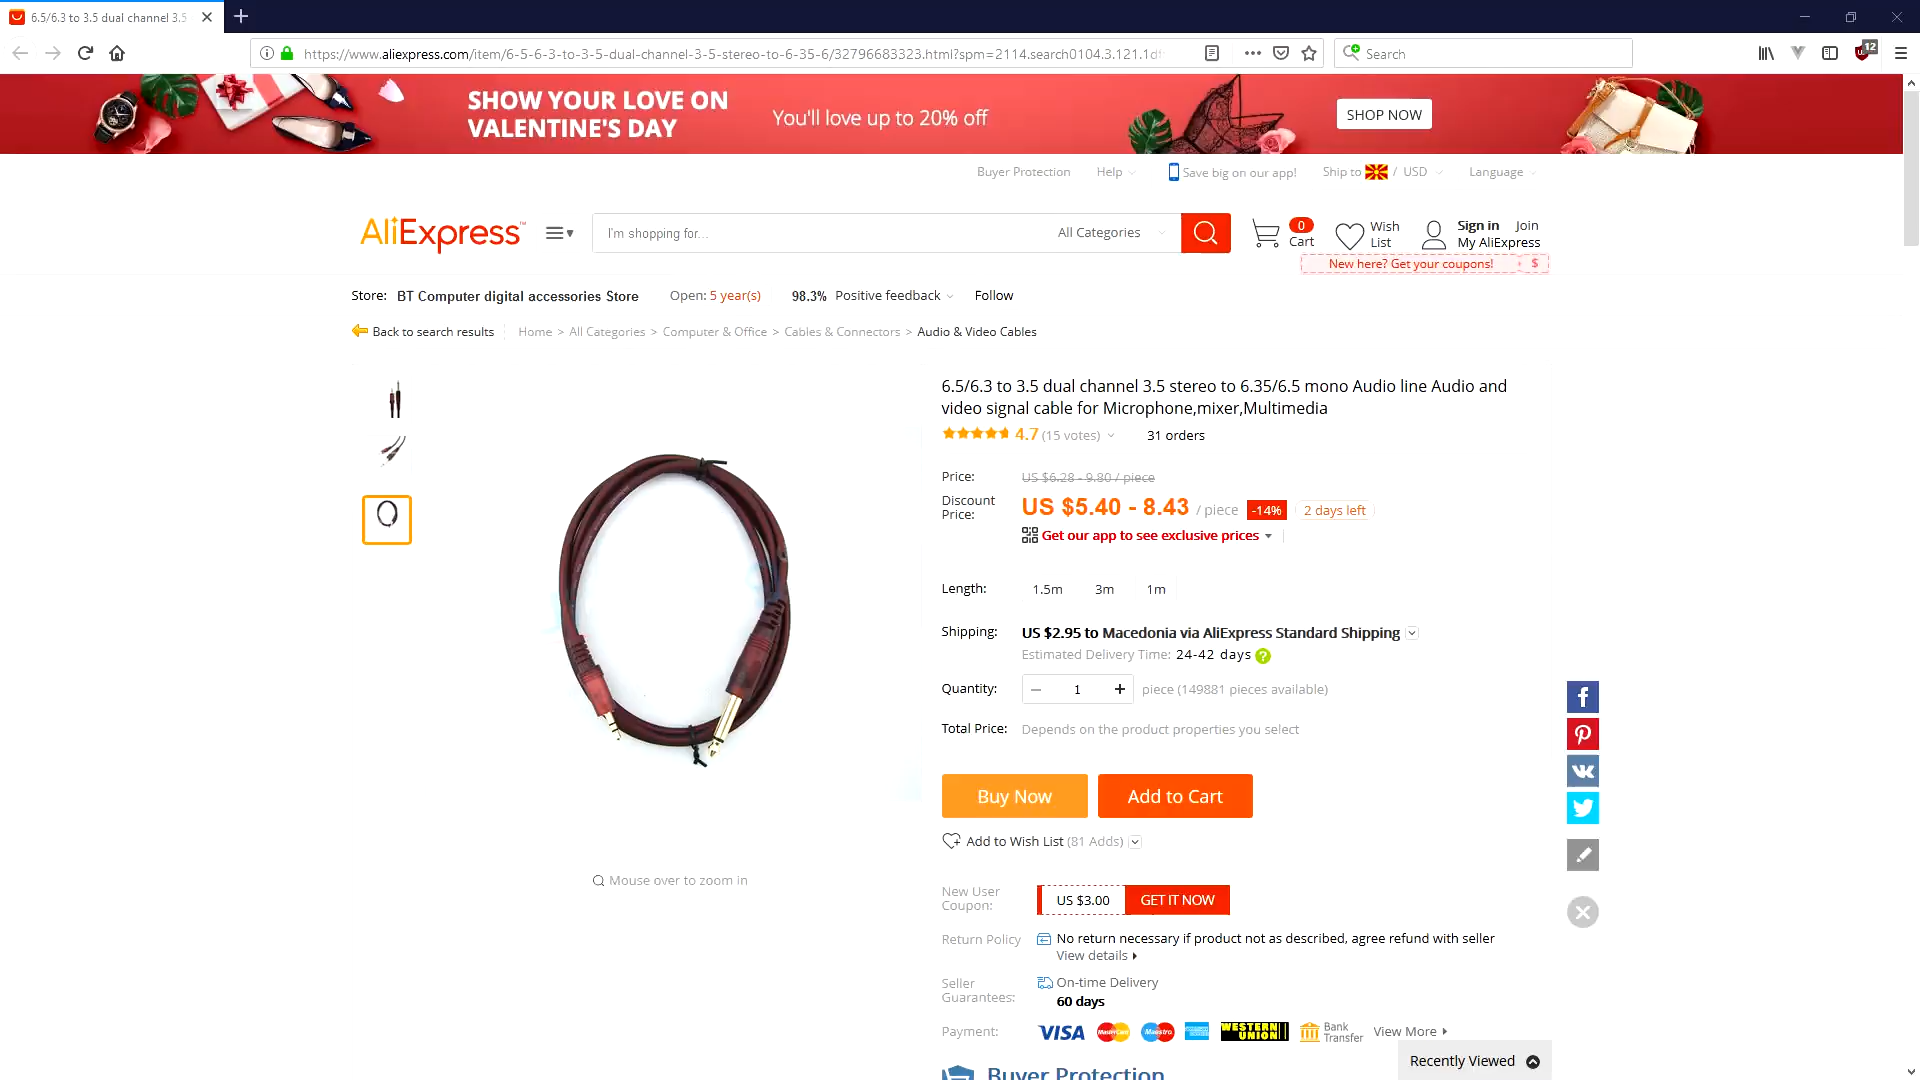 6.5/6.3 to 3.5 dual channel 3.5
https://www.aliexpress.com/item/6-5-6-3-to-3-5-dual-channel-3-5-stereo-to-6-35-6/32796683323.html?spm=2114.search0104.3.121.1d
Search
12
SHOW YOUR LOVE ON
VALENTINE'S DAY
You'll love up to 20% off
SHOP NOW
Buyer Protection
Help
Save big on our app!
Ship to / USD
Language
AliExpress™
I'm shopping for...
All Categories
0
Cart
Wish
List
Sign in Join
My AliExpress
New here? Get your coupons! $
Store: BT Computer digital accessories Store Open: 5 year(s) 98.3% Positive feedback Follow
Back to search results Home > All Categories > Computer & Office > Cables & Connectors > Audio & Video Cables
6.5/6.3 to 3.5 dual channel 3.5 stereo to 6.35/6.5 mono Audio line Audio and
video signal cable for Microphone,mixer,Multimedia
4.7 (15 votes) 31 orders
Price: US $6.28 - 9.80 / piece
Discount
Price:
US $5.40 - 8.43 / piece -14% 2 days left
Get our app to see exclusive prices
Length: 1.5m 3m 1m
Shipping: US $2.95 to Macedonia via AliExpress Standard Shipping
Estimated Delivery Time: 24-42 days ?
Quantity: − 1 + piece (149881 pieces available)
Total Price: Depends on the product properties you select
Buy Now
Add to Cart
Add to Wish List (81 Adds)
Mouse over to zoom in
New User
Coupon:
US $3.00 GET IT NOW
Return Policy No return necessary if product not as described, agree refund with seller
View details
Seller
Guarantees:
On-time Delivery
60 days
Payment: VISA MasterCard Maestro WESTERN UNION Bank Transfer View More
Recently Viewed
Buyer Protection